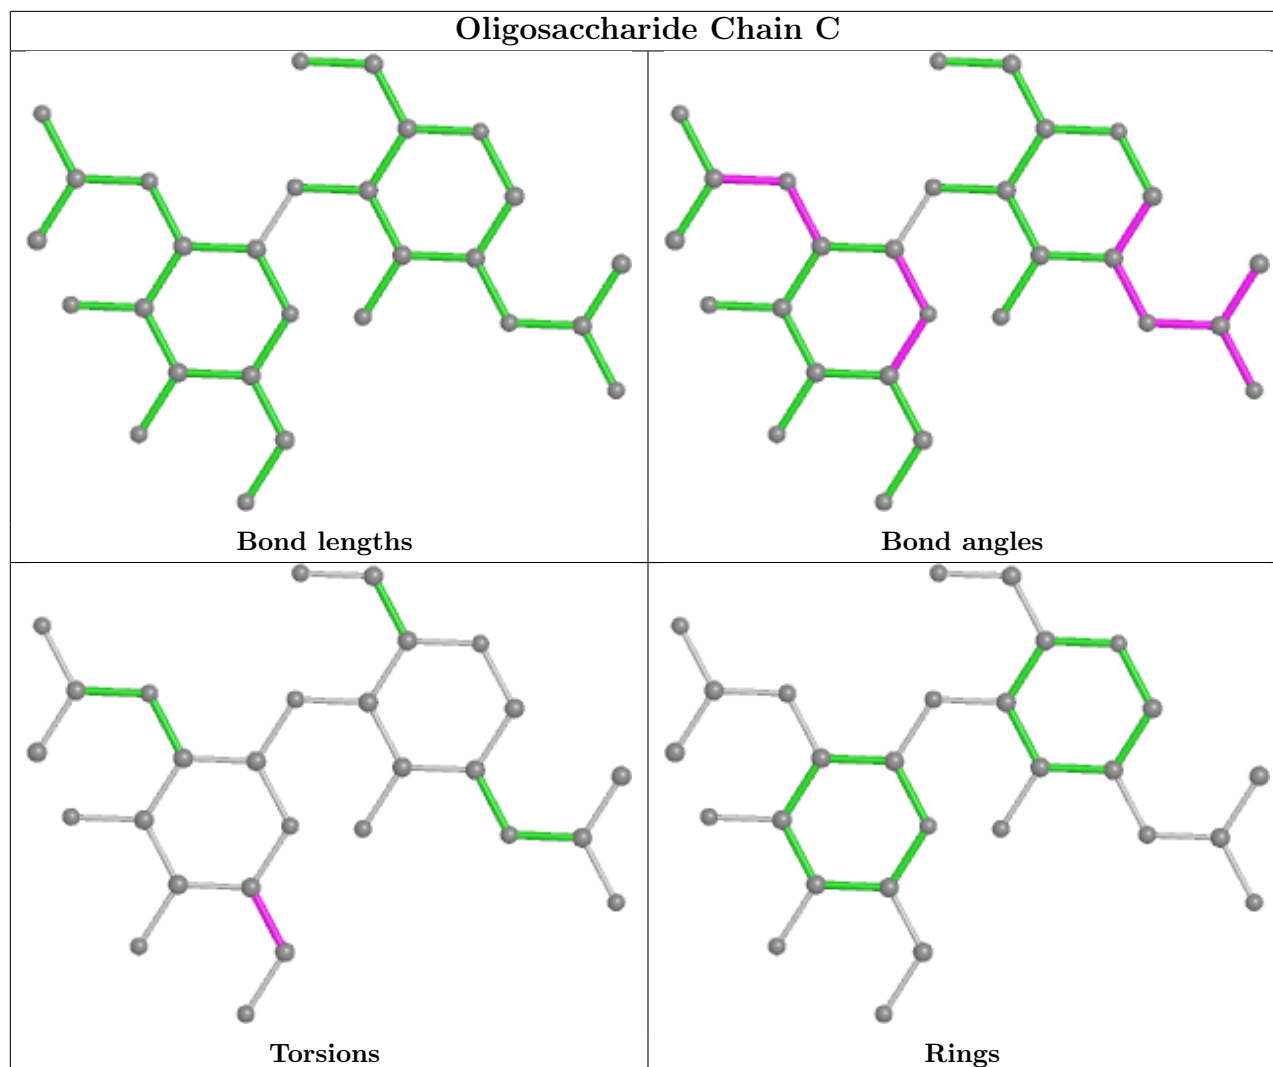 Oligosaccharide Chain C
Bond lengths
Bond angles
Torsions
Rings